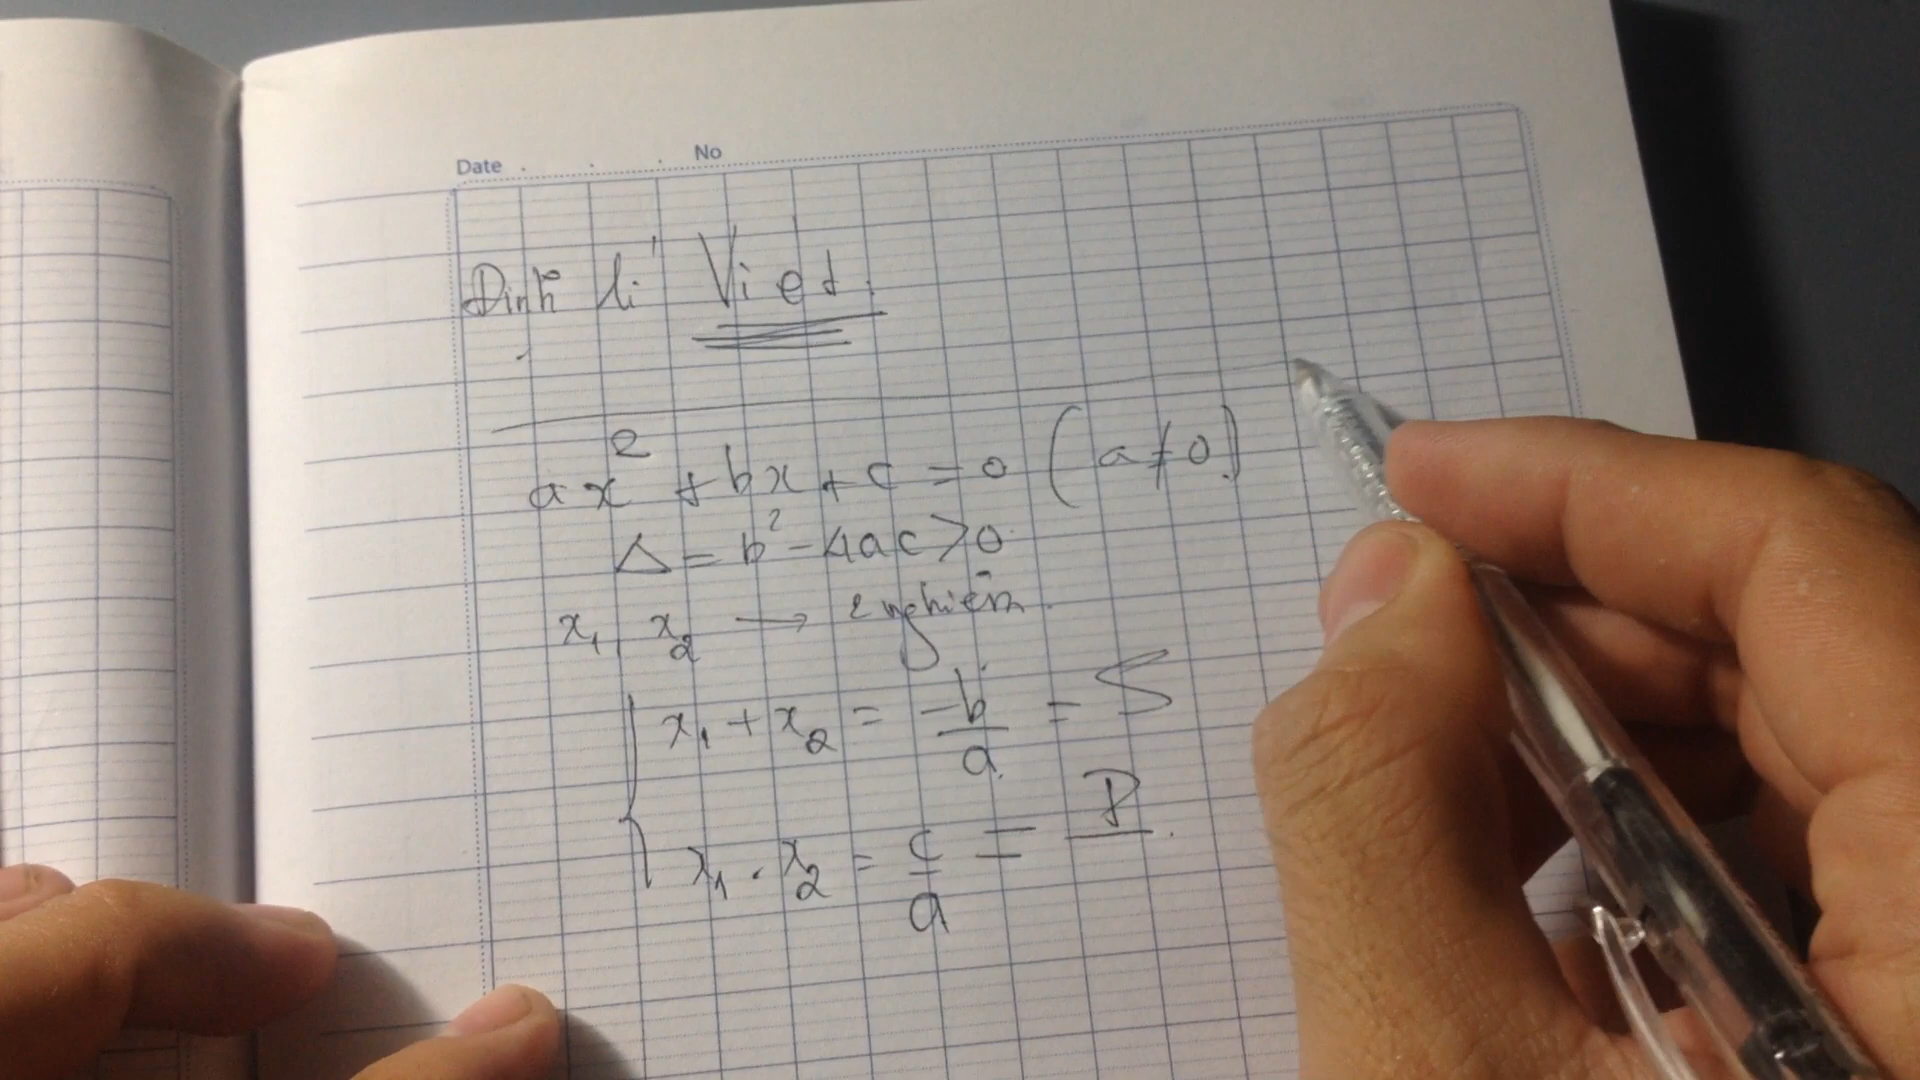 Date No
Định lí Viet.
ax² + bx + c = 0 (a ≠ 0)
Δ = b² - 4ac > 0
x₁, x₂ → 2 nghiệm.
x₁ + x₂ = -b/a = S
x₁ . x₂ = c/a = P.